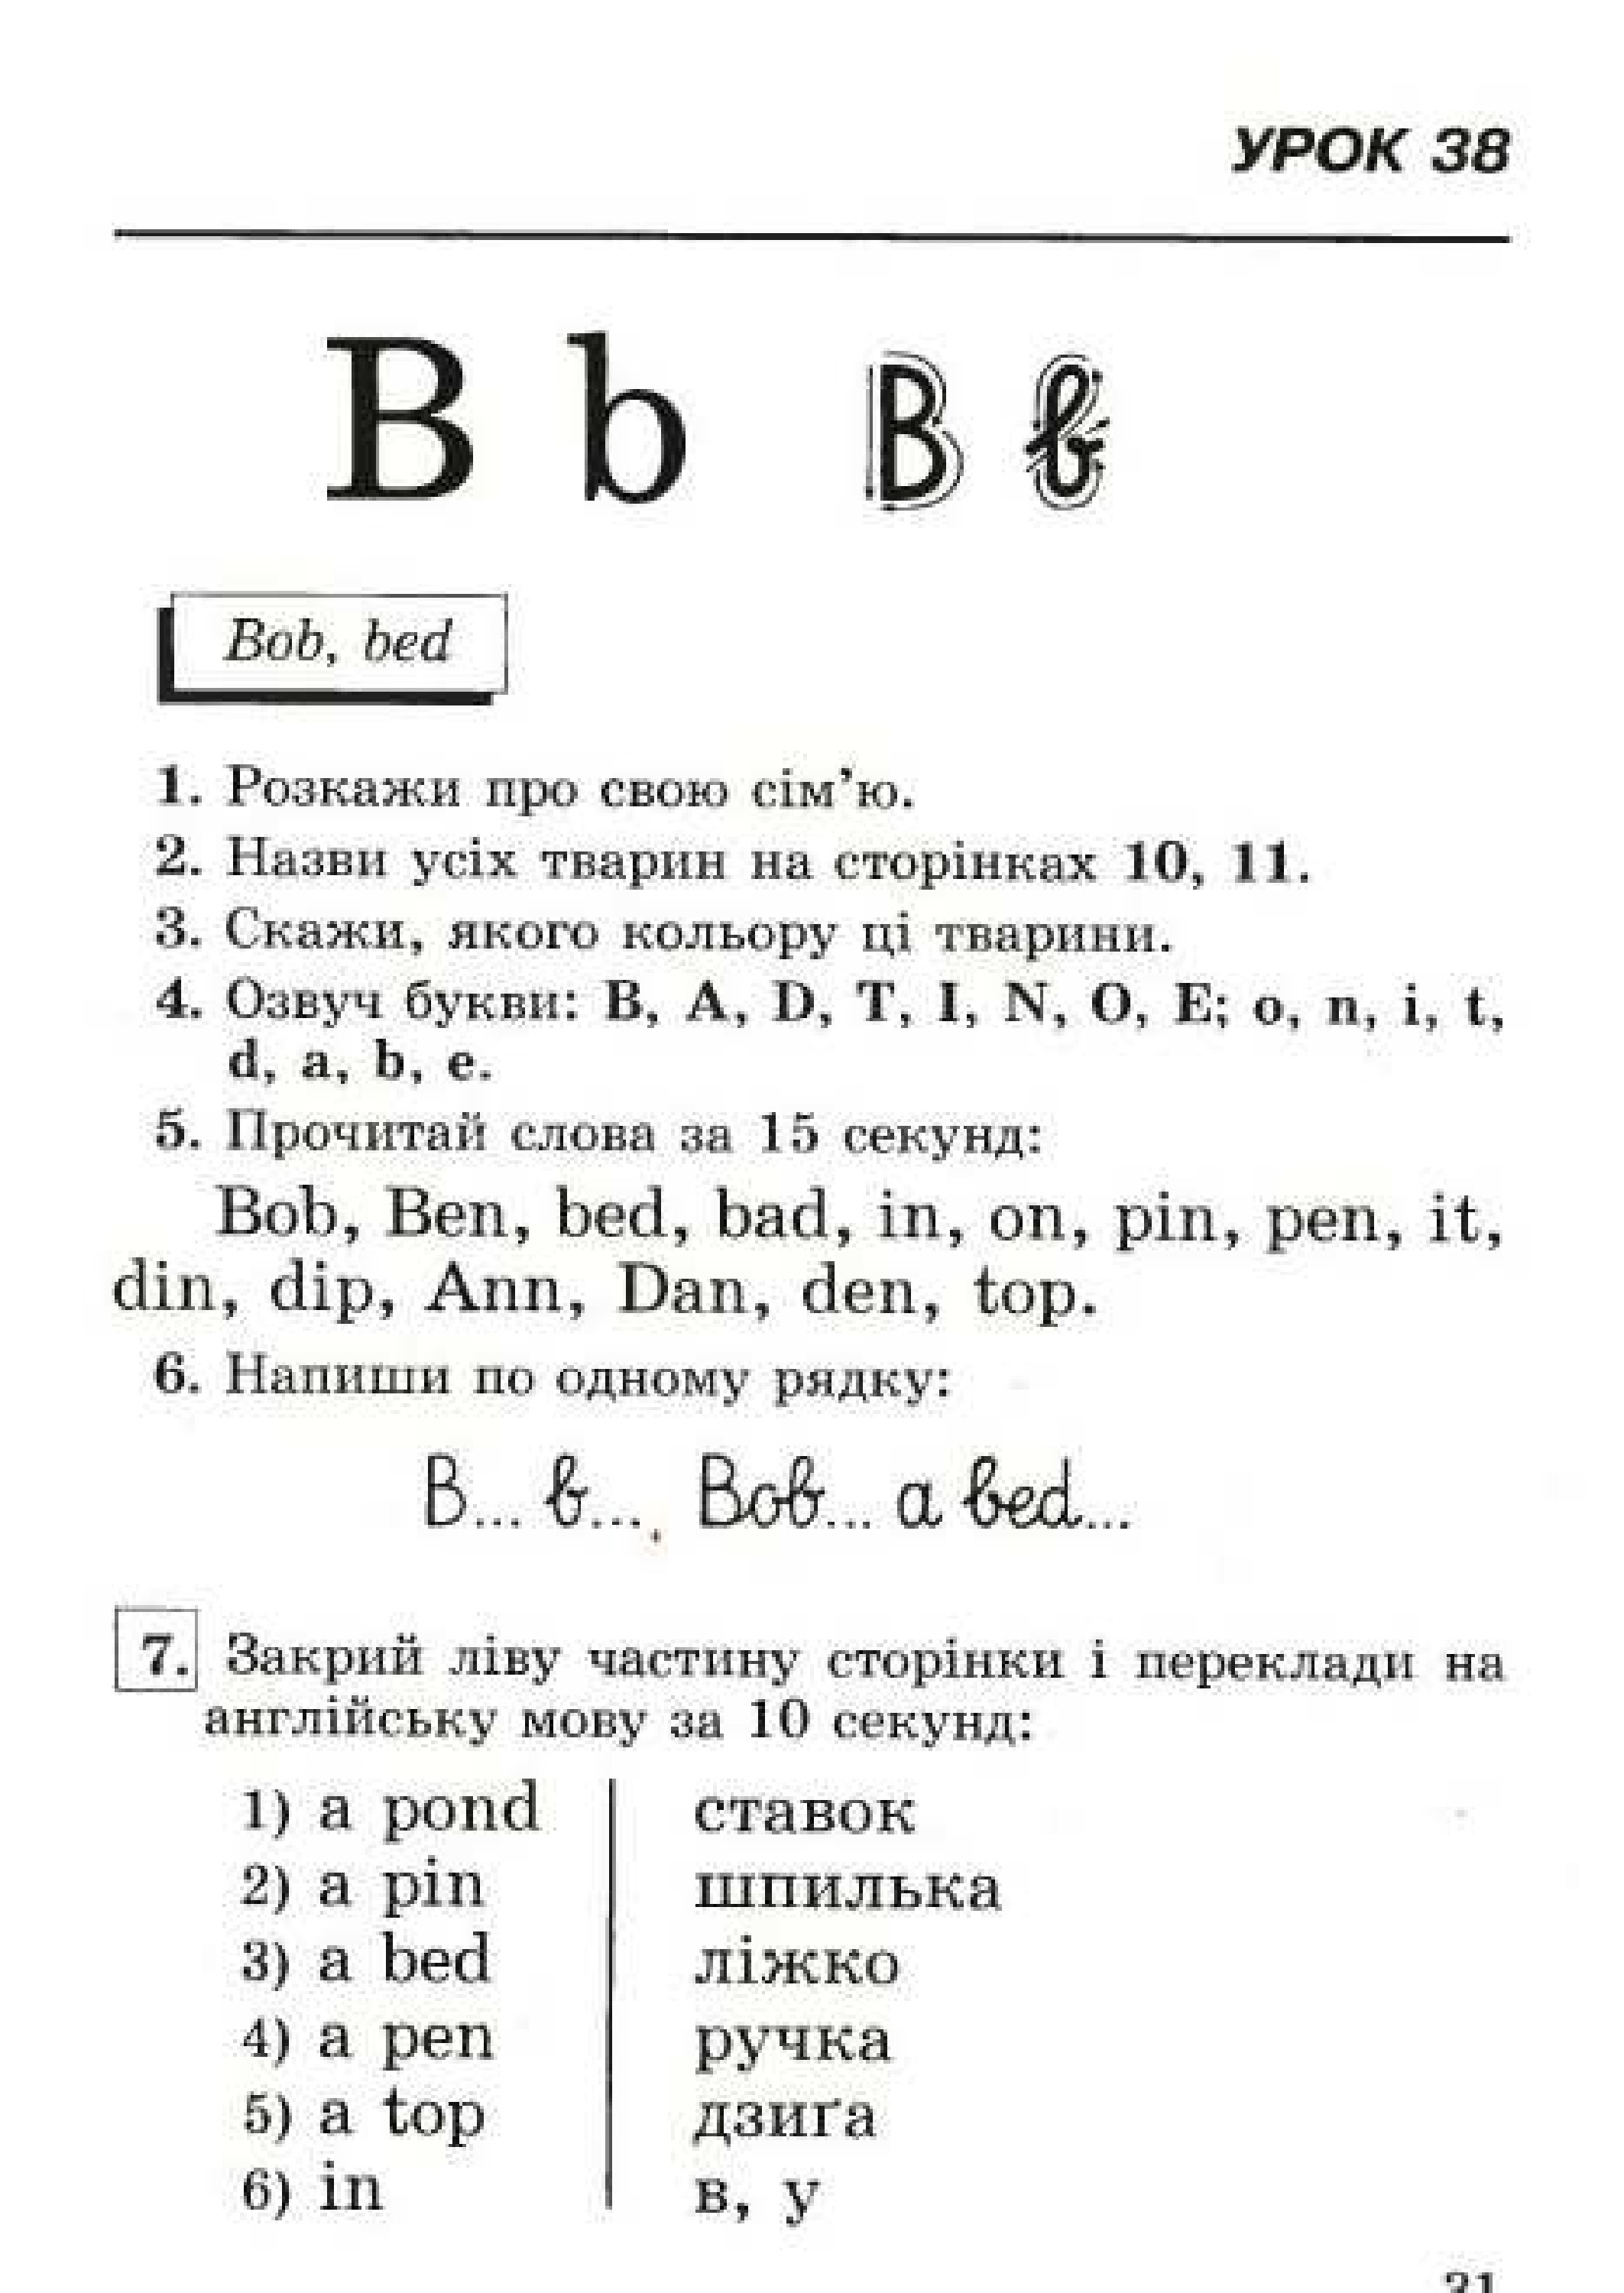 УРОК 38
B b B b
Bob, bed
1. Розкажи про свою сім’ю.
2. Назви усіх тварин на сторінках 10, 11.
3. Скажи, якого кольору ці тварини.
4. Озвуч букви: B, A, D, T, I, N, O, E; o, n, i, t,
d, a, b, e.
5. Прочитай слова за 15 секунд:
Bob, Ben, bed, bad, in, on, pin, pen, it,
din, dip, Ann, Dan, den, top.
6. Напиши по одному рядку:
B... b... Bob... a bed...
7. Закрий ліву частину сторінки і переклади на
англійську мову за 10 секунд:
1) a pond ставок
2) a pin шпилька
3) a bed ліжко
4) a pen ручка
5) a top дзиґа
6) in в, у